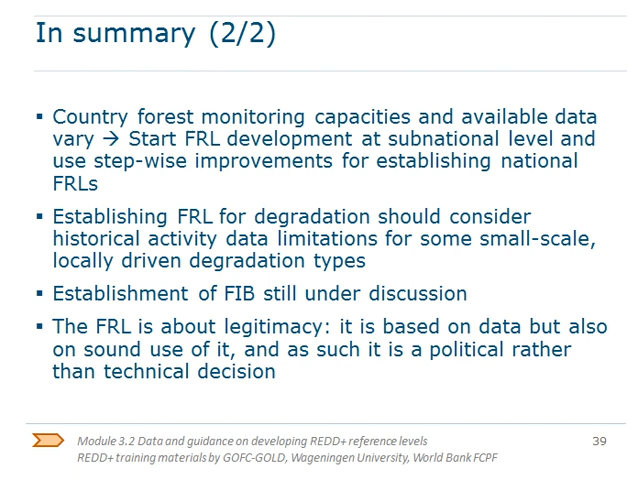 In summary (2/2)
▪ Country forest monitoring capacities and available data
vary → Start FRL development at subnational level and
use step-wise improvements for establishing national
FRLs
▪ Establishing FRL for degradation should consider
historical activity data limitations for some small-scale,
locally driven degradation types
▪ Establishment of FIB still under discussion
▪ The FRL is about legitimacy: it is based on data but also
on sound use of it, and as such it is a political rather
than technical decision
Module 3.2 Data and guidance on developing REDD+ reference levels
REDD+ training materials by GOFC-GOLD, Wageningen University, World Bank FCPF
39